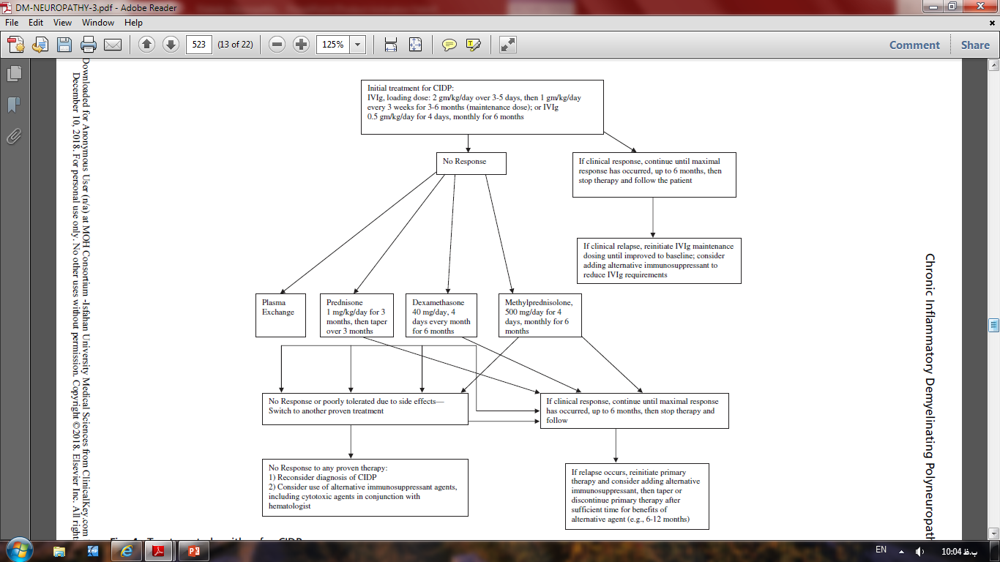 DM-NEUROPATHY-3.pdf - Adobe Reader
File Edit View Window Help
523 (13 of 22) 125% Comment Share
Downloaded for Anonymous User (n/a) at MOH Consortium -Isfahan University Medical Sciences from ClinicalKey.com
December 10, 2018. For personal use only. No other uses without permission. Copyright ©2018. Elsevier Inc. All right
Initial treatment for CIDP:
IVIg, loading dose: 2 gm/kg/day over 3-5 days, then 1 gm/kg/day
every 3 weeks for 3-6 months (maintenance dose); or IVIg
0.5 gm/kg/day for 4 days, monthly for 6 months
No Response
If clinical response, continue until maximal
response has occurred, up to 6 months, then
stop therapy and follow the patient
If clinical relapse, reinitiate IVIg maintenance
dosing until improved to baseline; consider
adding alternative immunosuppressant to
reduce IVIg requirements
Plasma
Exchange
Prednisone
1 mg/kg/day for 3
months, then taper
over 3 months
Dexamethasone
40 mg/day, 4
days every month
for 6 months
Methylprednisolone,
500 mg/day for 4
days, monthly for 6
months
No Response or poorly tolerated due to side effects—
Switch to another proven treatment
If clinical response, continue until maximal response
has occurred, up to 6 months, then stop therapy and
follow
No Response to any proven therapy:
1) Reconsider diagnosis of CIDP
2) Consider use of alternative immunosuppressant agents,
including cytotoxic agents in conjunction with
hematologist
If relapse occurs, reinitiate primary
therapy and consider adding alternative
immunosuppressant, then taper or
discontinue primary therapy after
sufficient time for benefits of
alternative agent (e.g., 6-12 months)
Chronic Inflammatory Demyelinating Polyneuropath
EN 10:04 ب.ظ